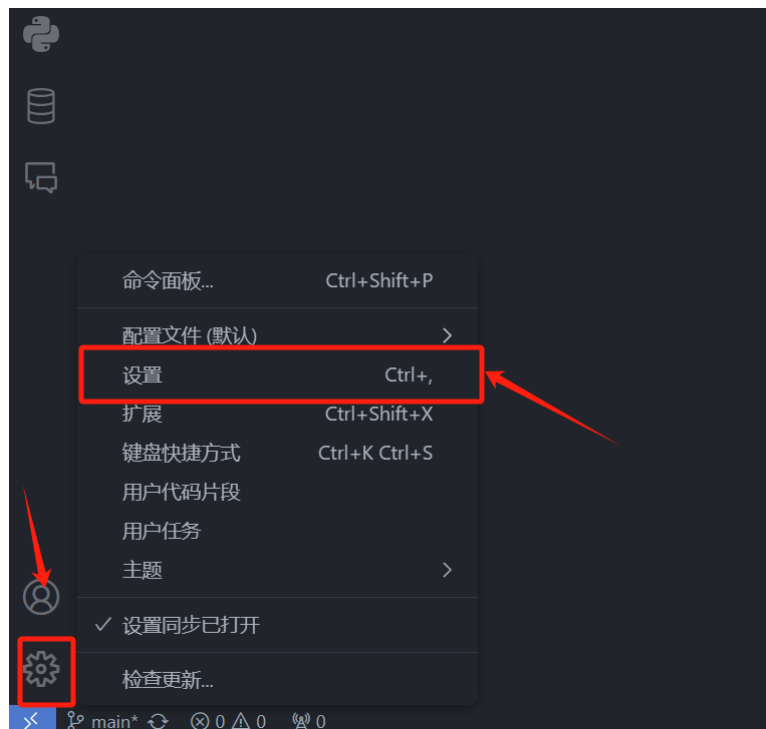 命令面板... Ctrl+Shift+P
配置文件 (默认)
设置 Ctrl+,
扩展 Ctrl+Shift+X
键盘快捷方式 Ctrl+K Ctrl+S
用户代码片段
用户任务
主题
设置同步已打开
检查更新...
main* 0 0 0